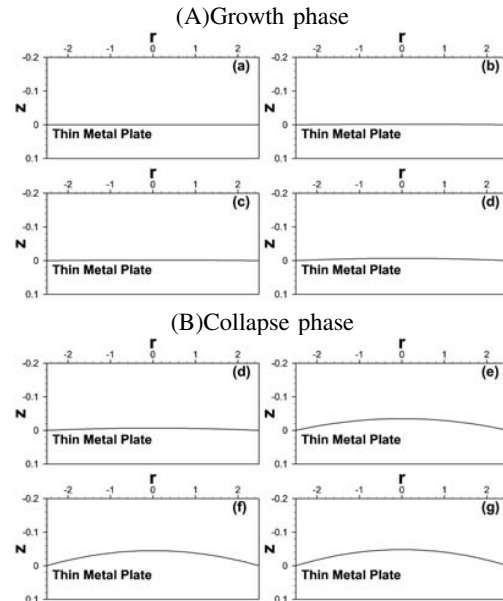 (A)Growth phase
r r
-2 -1 0 1 2 -2 -1 0 1 2
-0.2 (a) -0.2 (b)
-0.1 -0.1
z z
0 0
Thin Metal Plate Thin Metal Plate
0.1 0.1
r r
-2 -1 0 1 2 -2 -1 0 1 2
-0.2 (c) -0.2 (d)
-0.1 -0.1
z z
0 0
Thin Metal Plate Thin Metal Plate
0.1 0.1
(B)Collapse phase
r r
-2 -1 0 1 2 -2 -1 0 1 2
-0.2 (d) -0.2 (e)
-0.1 -0.1
z z
0 0
Thin Metal Plate Thin Metal Plate
0.1 0.1
r r
-2 -1 0 1 2 -2 -1 0 1 2
-0.2 (f) -0.2 (g)
-0.1 -0.1
z z
0 0
Thin Metal Plate Thin Metal Plate
0.1 0.1